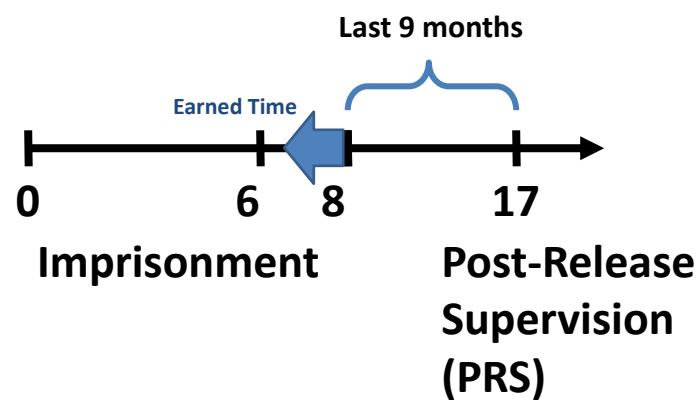 Last 9 months
Earned Time
0 6 8 17
Imprisonment
Post-Release
Supervision
(PRS)